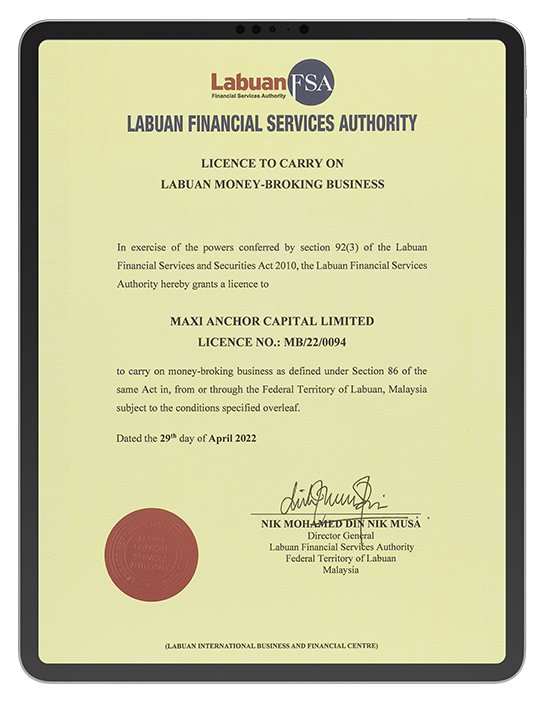 LabuanFSA
Financial Services Authority
LABUAN FINANCIAL SERVICES AUTHORITY
LICENCE TO CARRY ON
LABUAN MONEY-BROKING BUSINESS
In exercise of the powers conferred by section 92(3) of the Labuan
Financial Services and Securities Act 2010, the Labuan Financial Services
Authority hereby grants a licence to
MAXI ANCHOR CAPITAL LIMITED
LICENCE NO.: MB/22/0094
to carry on money-broking business as defined under Section 86 of the
same Act in, from or through the Federal Territory of Labuan, Malaysia
subject to the conditions specified overleaf.
Dated the 29th day of April 2022
NIK MOHAMED DIN NIK MUSA
Director General
Labuan Financial Services Authority
Federal Territory of Labuan
Malaysia
LABUAN
FINANCIAL
SERVICES
AUTHORITY
(LABUAN INTERNATIONAL BUSINESS AND FINANCIAL CENTRE)